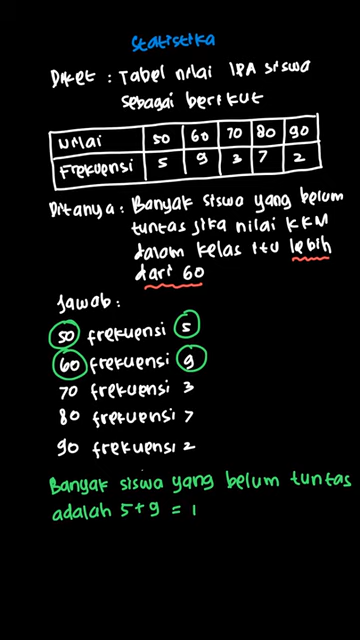 Statistika
Diket : Tabel nilai IPA siswa
sebagai berikut
Nilai 50 60 70 80 90
Frekuensi 5 9 3 7 2
Ditanya : Banyak siswa yang belum
tuntas jika nilai KKM
dalam kelas itu lebih
dari 60
Jawab :
50 frekuensi 5
60 frekuensi 9
70 frekuensi 3
80 frekuensi 7
90 frekuensi 2
Banyak siswa yang belum tuntas
adalah 5 + 9 = 1